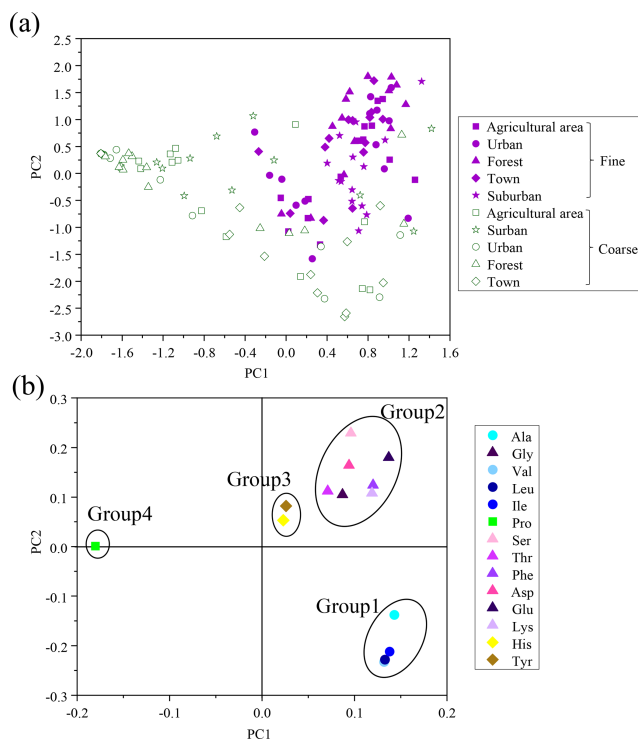 (a)
2.5
2.0
1.5
1.0
0.5
0.0
-0.5
-1.0
-1.5
-2.0
-2.5
-3.0
PC2
-2.0 -1.6 -1.2 -0.8 -0.4 0.0 0.4 0.8 1.2 1.6
PC1
Agricultural area
Urban
Forest
Town
Suburban
Fine
Agricultural area
Surban
Urban
Forest
Town
Coarse
(b)
0.3
0.2
0.1
0.0
-0.1
-0.2
-0.3
PC2
Group2
Group3
Group4
Group1
-0.2 -0.1 0.0 0.1 0.2
PC1
Ala
Gly
Val
Leu
Ile
Pro
Ser
Thr
Phe
Asp
Glu
Lys
His
Tyr